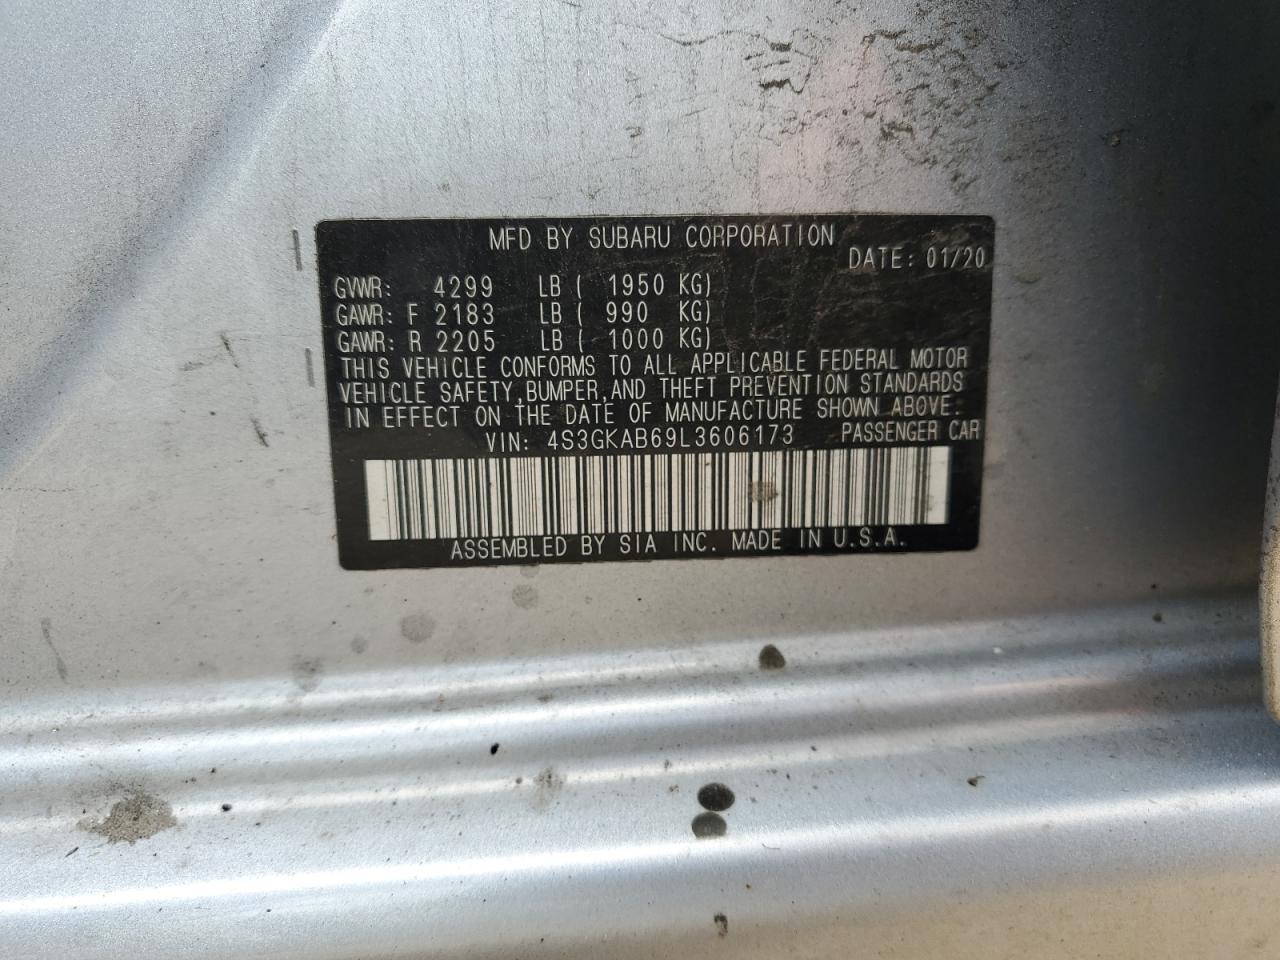 MFD BY SUBARU CORPORATION
DATE: 01/20
GVWR: 4299 LB ( 1950 KG)
GAWR: F 2183 LB ( 990 KG)
GAWR: R 2205 LB ( 1000 KG)
THIS VEHICLE CONFORMS TO ALL APPLICABLE FEDERAL MOTOR
VEHICLE SAFETY, BUMPER, AND THEFT PREVENTION STANDARDS
IN EFFECT ON THE DATE OF MANUFACTURE SHOWN ABOVE.
VIN: 4S3GKAB69L3606173 PASSENGER CAR
ASSEMBLED BY SIA INC. MADE IN U.S.A.